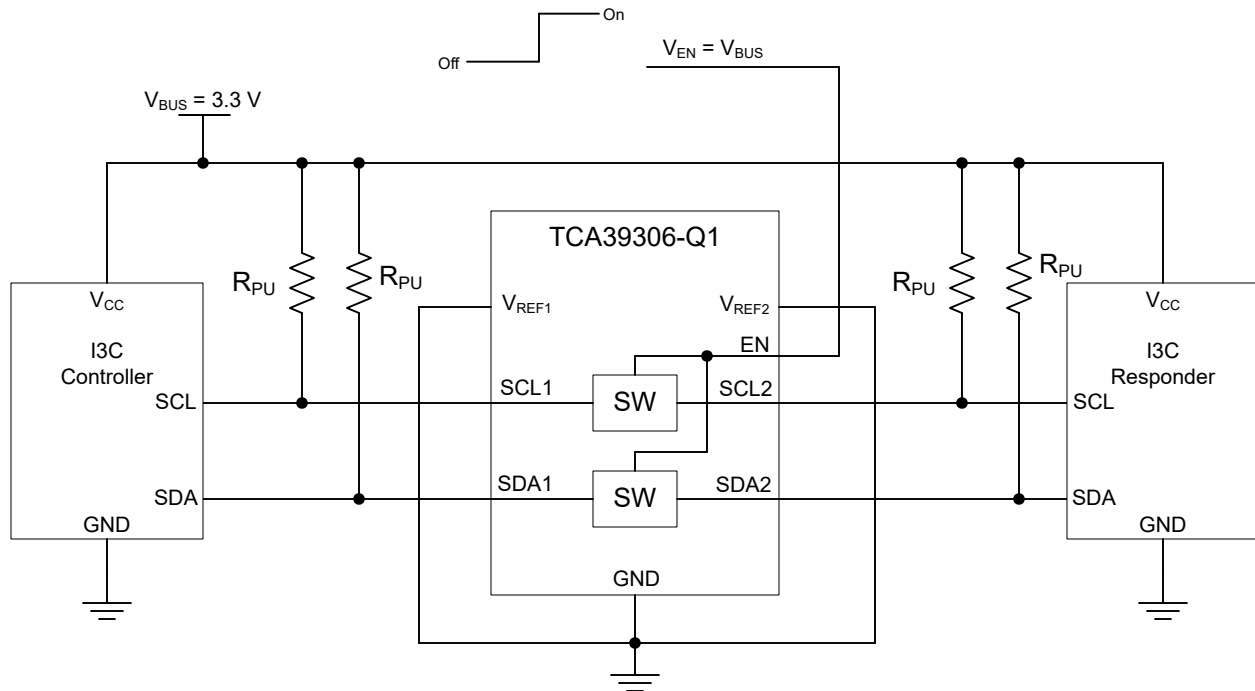 On
Off
V_EN = V_BUS
V_BUS = 3.3 V
TCA39306-Q1
R_PU
R_PU
R_PU
R_PU
V_CC
I3C
Controller
SCL
SDA
GND
V_REF1
V_REF2
EN
SCL1
SW
SCL2
SDA1
SW
SDA2
GND
V_CC
I3C
Responder
SCL
SDA
GND